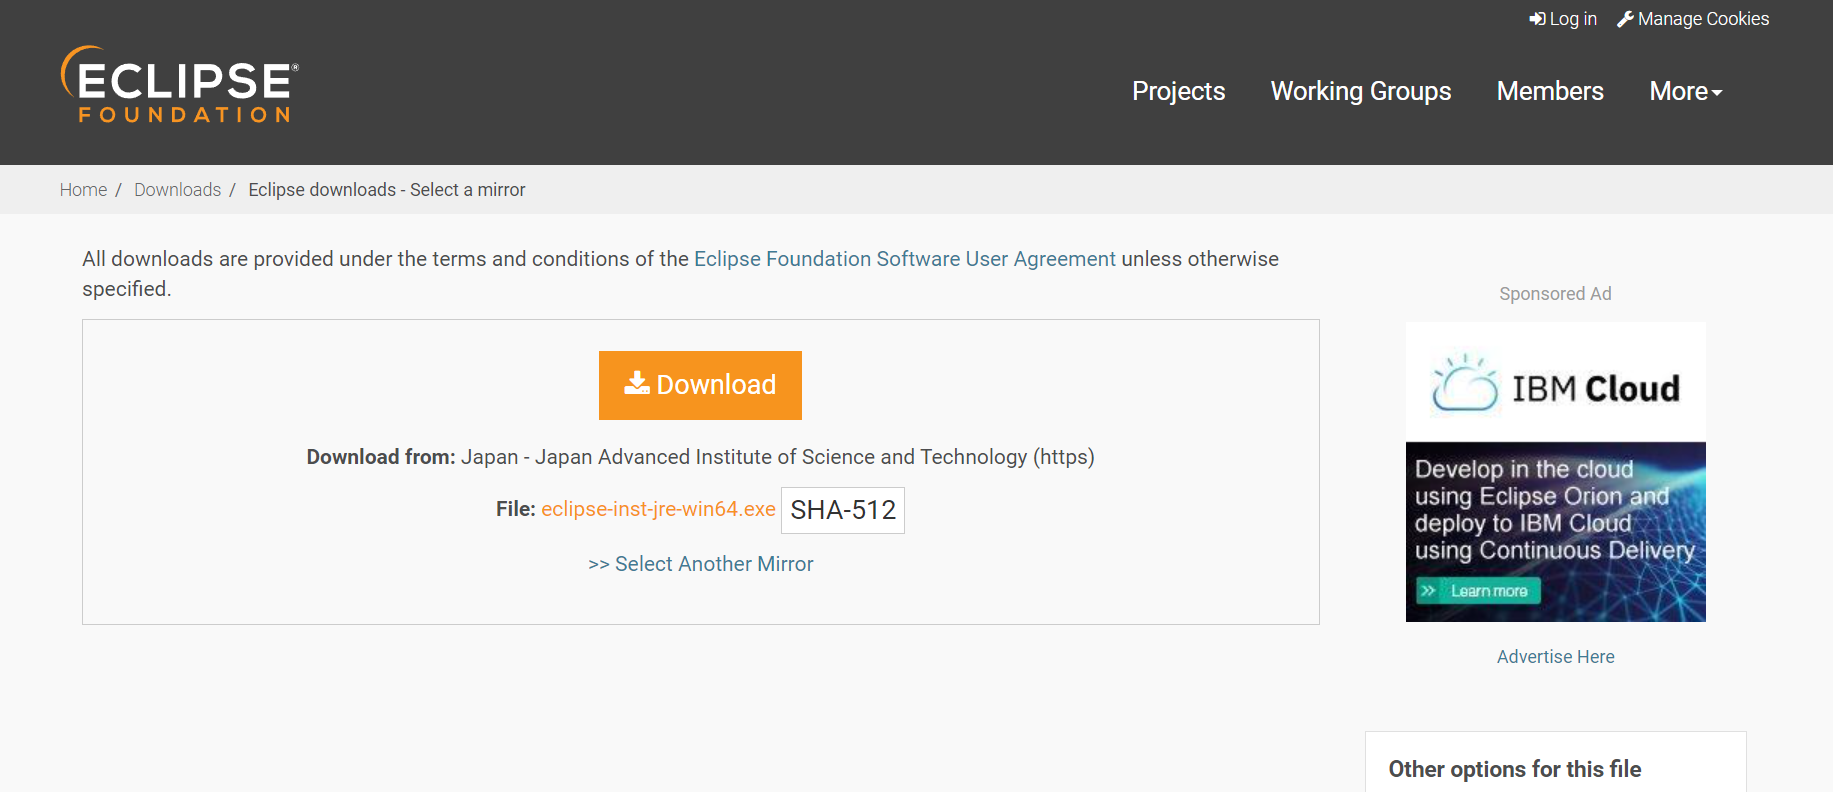 Log in Manage Cookies
ECLIPSE®
FOUNDATION
Projects Working Groups Members More
Home / Downloads / Eclipse downloads - Select a mirror
All downloads are provided under the terms and conditions of the Eclipse Foundation Software User Agreement unless otherwise
specified.
Download
Download from: Japan - Japan Advanced Institute of Science and Technology (https)
File: eclipse-inst-jre-win64.exe SHA-512
>> Select Another Mirror
Sponsored Ad
IBM Cloud
Develop in the cloud
using Eclipse Orion and
deploy to IBM Cloud
using Continuous Delivery
>> Learn more
Advertise Here
Other options for this file